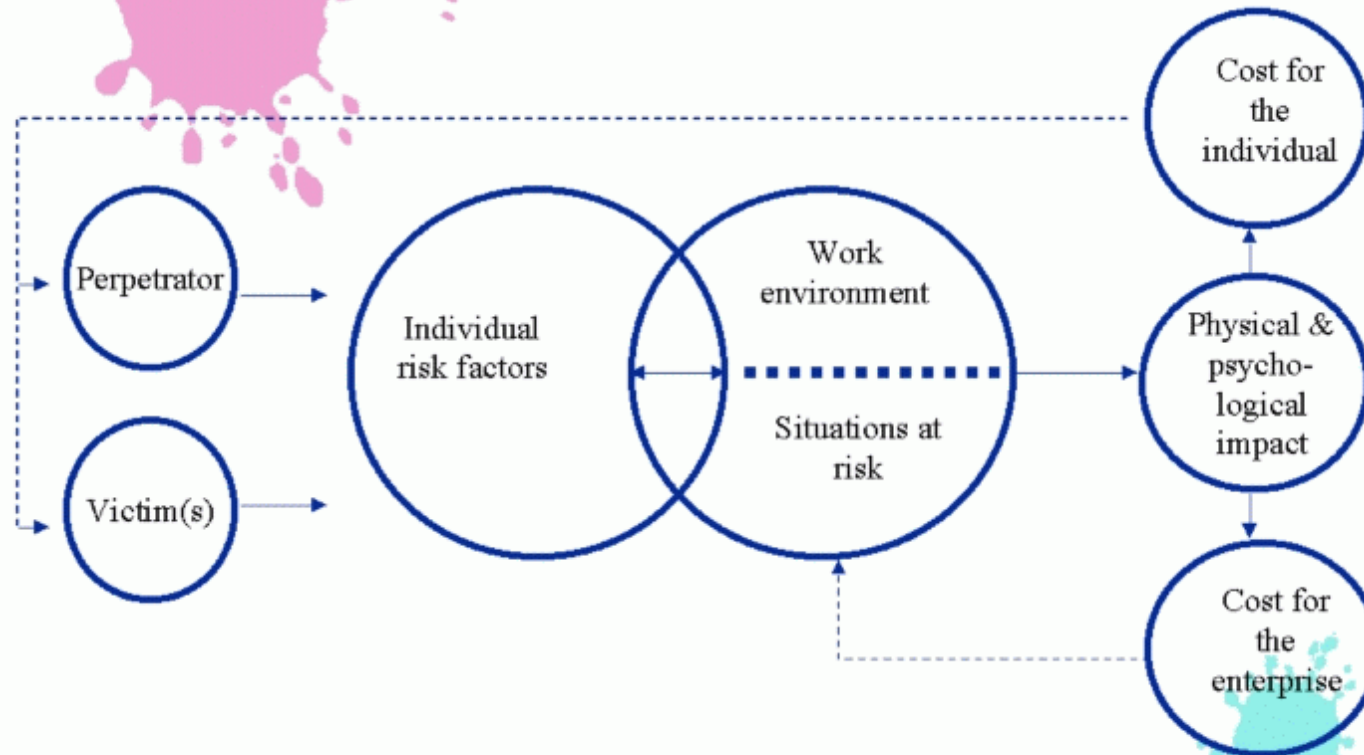 Cost for
the
individual
Perpetrator
Individual
risk factors
Work
environment
Situations at
risk
Physical &
psycho-
logical
impact
Victim(s)
Cost for
the
enterprise